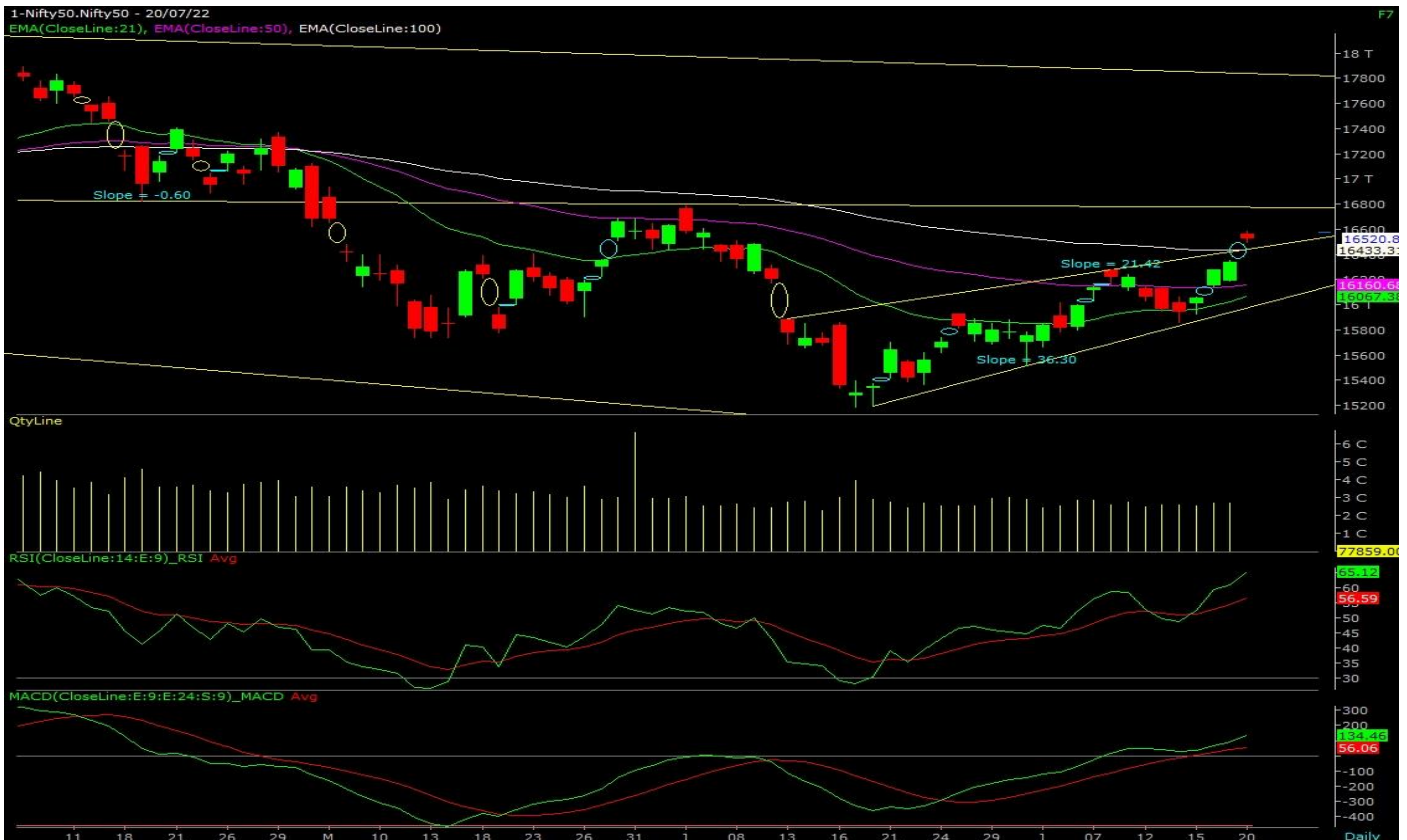 1-Nifty50.Nifty50 - 20/07/22
F7
EMA(CloseLine:21), EMA(CloseLine:50), EMA(CloseLine:100)
18 T
17800
17600
17400
17200
17 T
16800
16600
16520.8
16433.31
16200
16160.68
16067.38
16 T
15800
15600
15400
15200
Slope = -0.60
Slope = 21.42
Slope = 36.30
QtyLine
6 C
5 C
4 C
3 C
2 C
1 C
77859.00
RSI(CloseLine:14:E:9)_RSI Avg
65.12
60
56.59
55
50
45
40
35
30
MACD(CloseLine:E:9:E:24:S:9)_MACD Avg
300
200
134.46
56.06
-100
-200
-300
-400
11 18 21 26 29 M 10 13 18 23 26 31 J 08 13 16 21 24 29 J 07 12 15 20
Daily